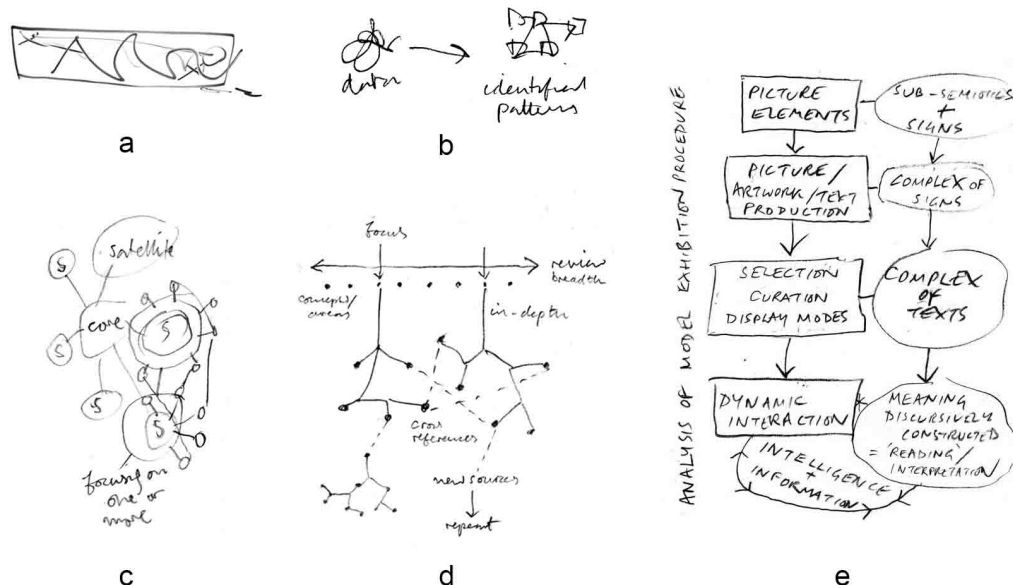 a
data
identified
patterns
b
satellite
S
core
S
S
S
S
focusing on
one or
more
c
focus
review
breadth
concepts/
areas
in-depth
cross
references
new sources
repeat
d
ANALYSIS OF MODEL EXHIBITION PROCEDURE
PICTURE
ELEMENTS
SUB-SEMIOTICS
+
SIGNS
PICTURE/
ARTWORK/TEXT
PRODUCTION
COMPLEX OF
SIGNS
SELECTION
CURATION
DISPLAY MODES
COMPLEX
OF
TEXTS
DYNAMIC
INTERACTION
MEANING
DISCURSIVELY
CONSTRUCTED
= 'READING'/
INTERPRETATION
INTELLIGENCE
+
INFORMATION
e